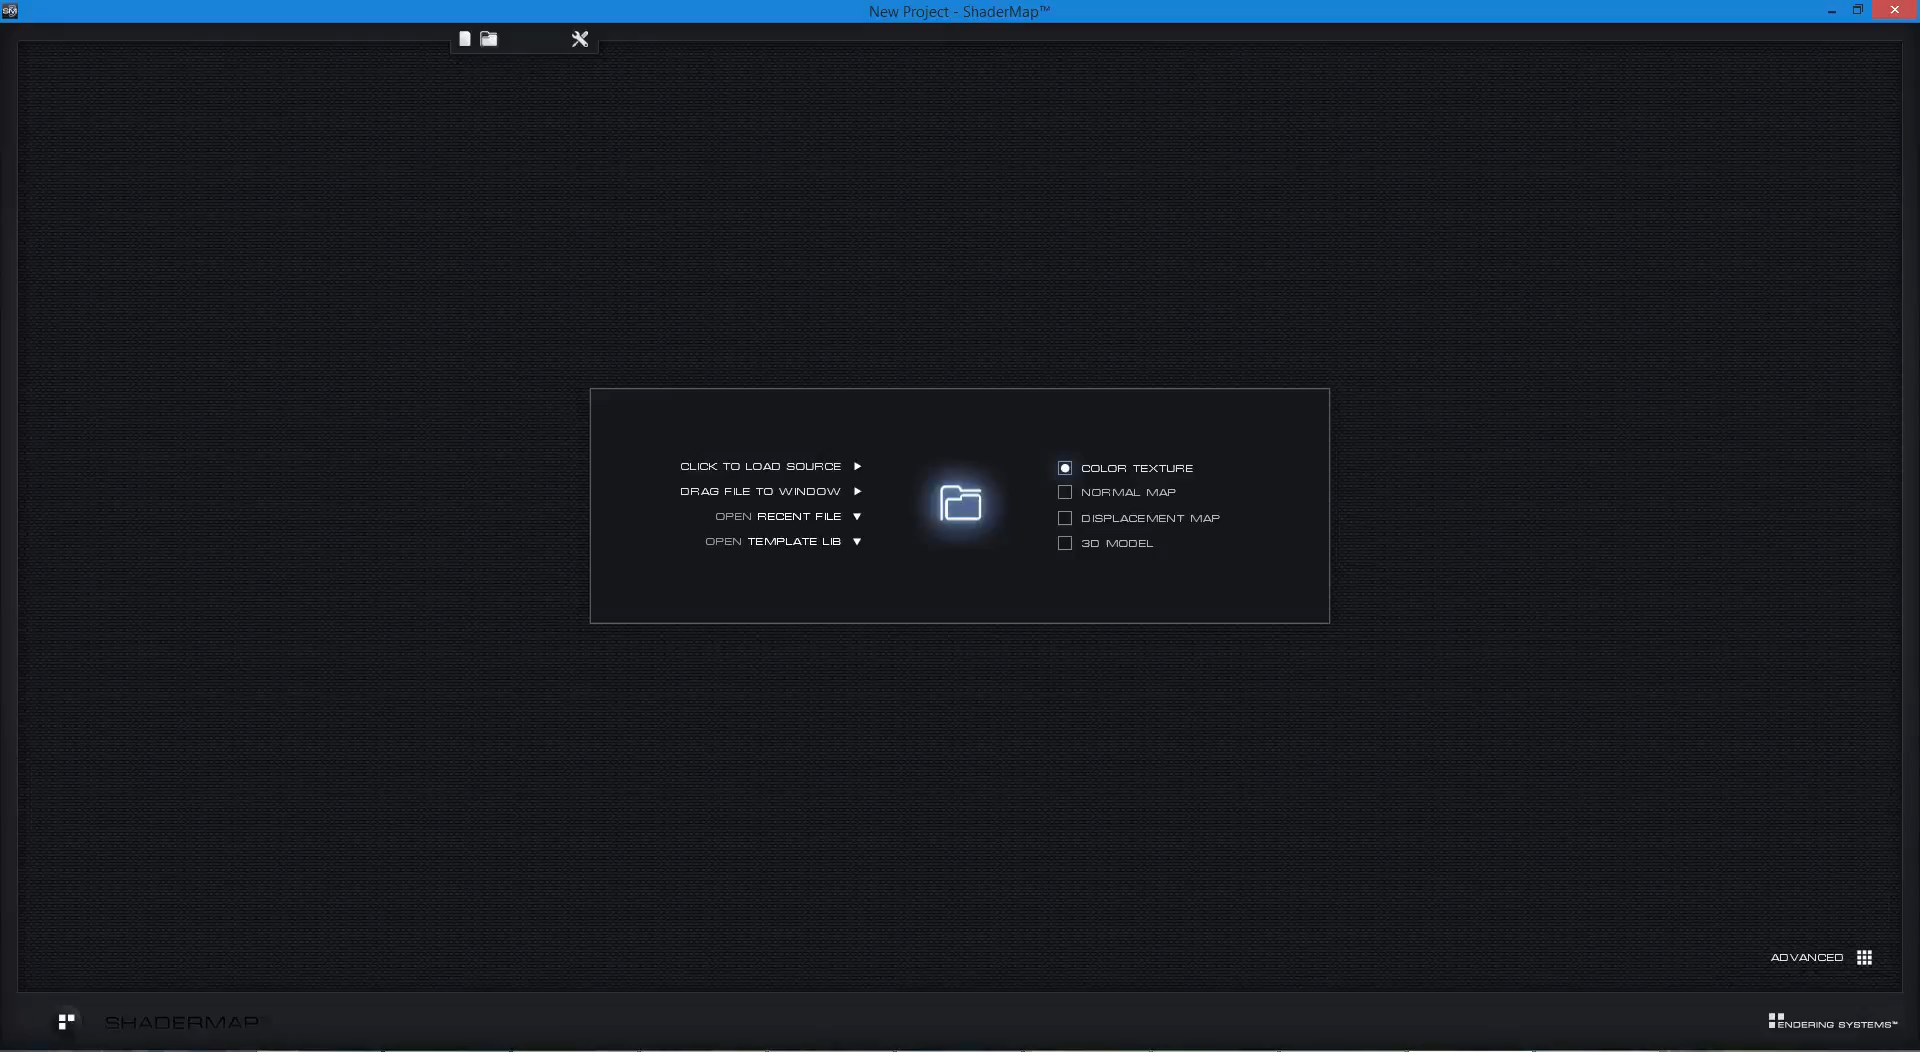 SM
New Project - ShaderMap™
CLICK TO LOAD SOURCE
DRAG FILE TO WINDOW
OPEN RECENT FILE
OPEN TEMPLATE LIB
COLOR TEXTURE
NORMAL MAP
DISPLACEMENT MAP
3D MODEL
ADVANCED
SHADERMAP
RENDERING SYSTEMS™